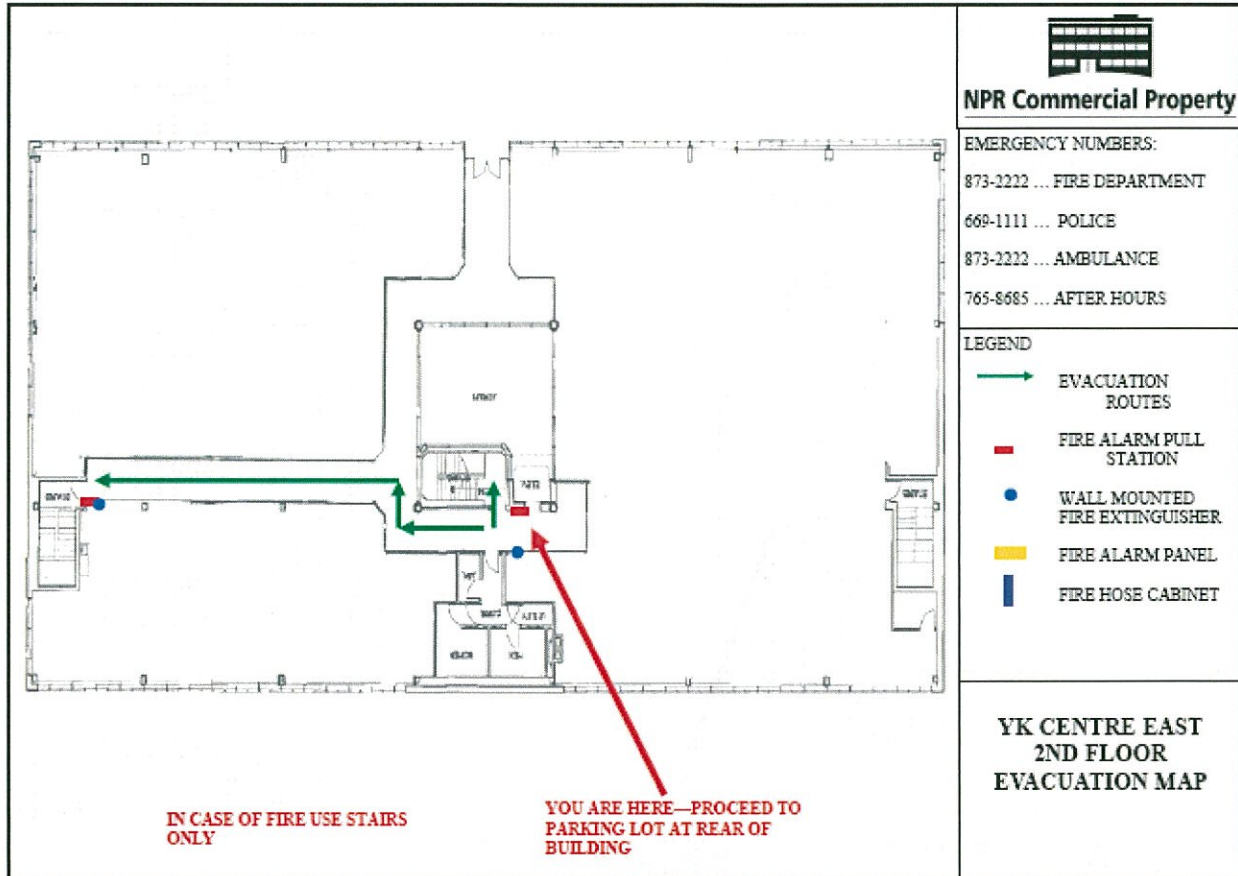 NPR Commercial Property
EMERGENCY NUMBERS:
873-2222 ... FIRE DEPARTMENT
669-1111 ... POLICE
873-2222 ... AMBULANCE
765-8685 ... AFTER HOURS
LEGEND
EVACUATION
ROUTES
FIRE ALARM PULL
STATION
WALL MOUNTED
FIRE EXTINGUISHER
FIRE ALARM PANEL
FIRE HOSE CABINET
YK CENTRE EAST
2ND FLOOR
EVACUATION MAP
IN CASE OF FIRE USE STAIRS
ONLY
YOU ARE HERE—PROCEED TO
PARKING LOT AT REAR OF
BUILDING